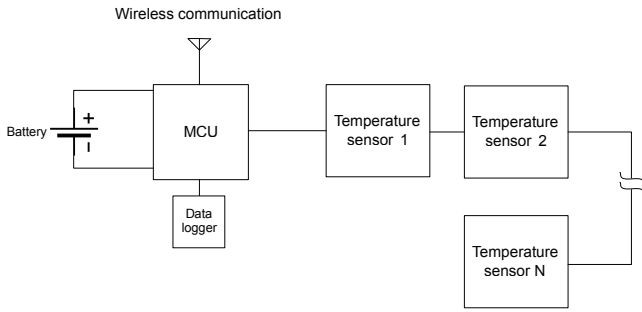 Wireless communication
Battery
+
−
MCU
Data
logger
Temperature
sensor 1
Temperature
sensor 2
Temperature
sensor N